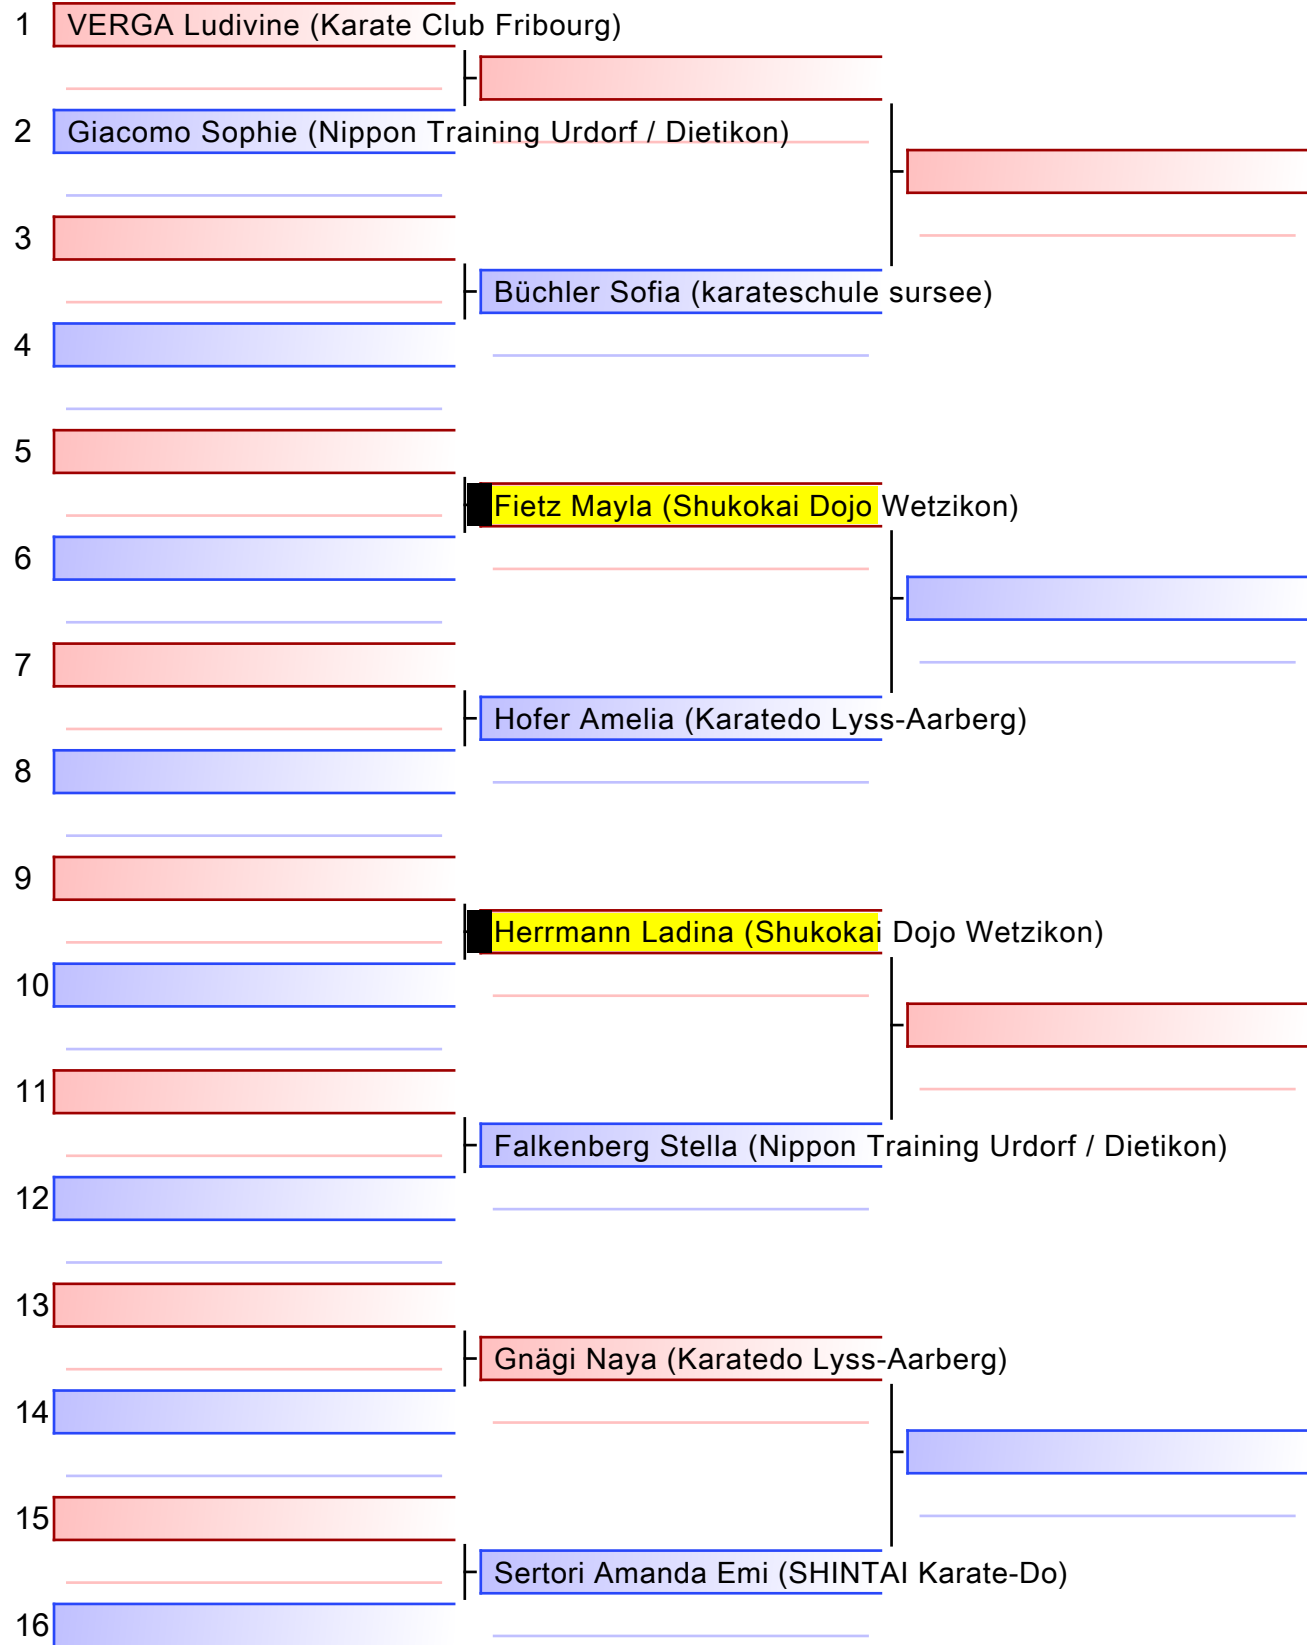 1 VERGA Ludivine (Karate Club Fribourg)
2 Giacomo Sophie (Nippon Training Urdorf / Dietikon)
3
Büchler Sofia (karateschule sursee)
4
5
Fietz Mayla (Shukokai Dojo Wetzikon)
6
7
Hofer Amelia (Karatedo Lyss-Aarberg)
8
9
Herrmann Ladina (Shukokai Dojo Wetzikon)
10
11
Falkenberg Stella (Nippon Training Urdorf / Dietikon)
12
13
Gnägi Naya (Karatedo Lyss-Aarberg)
14
15
Sertori Amanda Emi (SHINTAI Karate-Do)
16